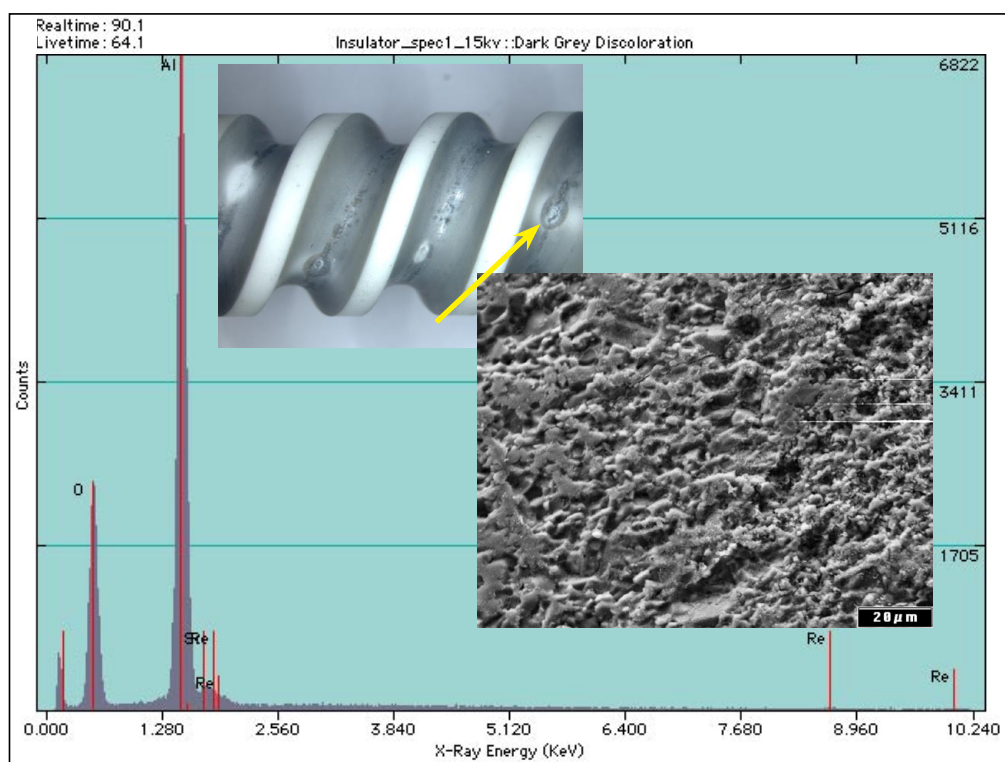 Realtime: 90.1
Livetime: 64.1
Insulator_spec1_15kv::Dark Grey Discoloration
Al
6822
5116
Counts
3411
O
1705
20µm
Re
Re
Re
Re
0.000 1.280 2.560 3.840 5.120 6.400 7.680 8.960 10.240
X-Ray Energy (KeV)